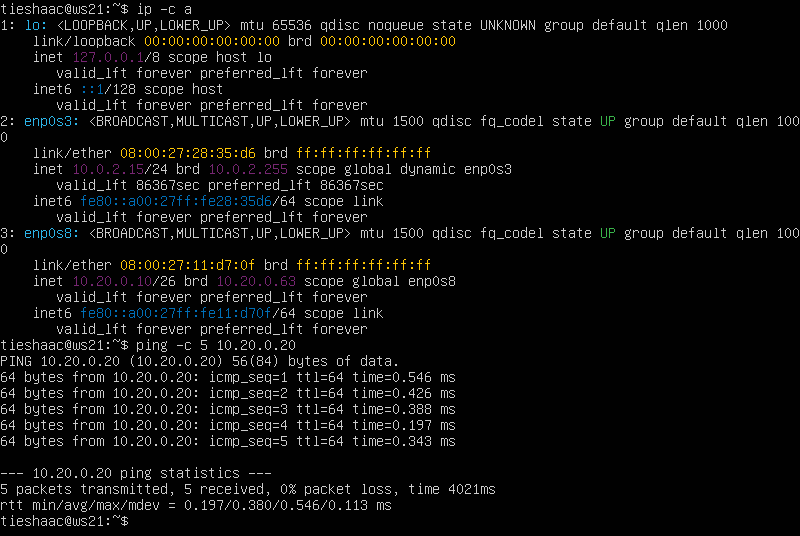 tieshaac@ws21:~$ ip -c a
1: lo: <LOOPBACK,UP,LOWER_UP> mtu 65536 qdisc noqueue state UNKNOWN group default qlen 1000
    link/loopback 00:00:00:00:00:00 brd 00:00:00:00:00:00
    inet 127.0.0.1/8 scope host lo
       valid_lft forever preferred_lft forever
    inet6 ::1/128 scope host
       valid_lft forever preferred_lft forever
2: enp0s3: <BROADCAST,MULTICAST,UP,LOWER_UP> mtu 1500 qdisc fq_codel state UP group default qlen 100
0
    link/ether 08:00:27:28:35:d6 brd ff:ff:ff:ff:ff:ff
    inet 10.0.2.15/24 brd 10.0.2.255 scope global dynamic enp0s3
       valid_lft 86367sec preferred_lft 86367sec
    inet6 fe80::a00:27ff:fe28:35d6/64 scope link
       valid_lft forever preferred_lft forever
3: enp0s8: <BROADCAST,MULTICAST,UP,LOWER_UP> mtu 1500 qdisc fq_codel state UP group default qlen 100
0
    link/ether 08:00:27:11:d7:0f brd ff:ff:ff:ff:ff:ff
    inet 10.20.0.10/26 brd 10.20.0.63 scope global enp0s8
       valid_lft forever preferred_lft forever
    inet6 fe80::a00:27ff:fe11:d70f/64 scope link
       valid_lft forever preferred_lft forever
tieshaac@ws21:~$ ping -c 5 10.20.0.20
PING 10.20.0.20 (10.20.0.20) 56(84) bytes of data.
64 bytes from 10.20.0.20: icmp_seq=1 ttl=64 time=0.546 ms
64 bytes from 10.20.0.20: icmp_seq=2 ttl=64 time=0.426 ms
64 bytes from 10.20.0.20: icmp_seq=3 ttl=64 time=0.388 ms
64 bytes from 10.20.0.20: icmp_seq=4 ttl=64 time=0.197 ms
64 bytes from 10.20.0.20: icmp_seq=5 ttl=64 time=0.343 ms

--- 10.20.0.20 ping statistics ---
5 packets transmitted, 5 received, 0% packet loss, time 4021ms
rtt min/avg/max/mdev = 0.197/0.380/0.546/0.113 ms
tieshaac@ws21:~$